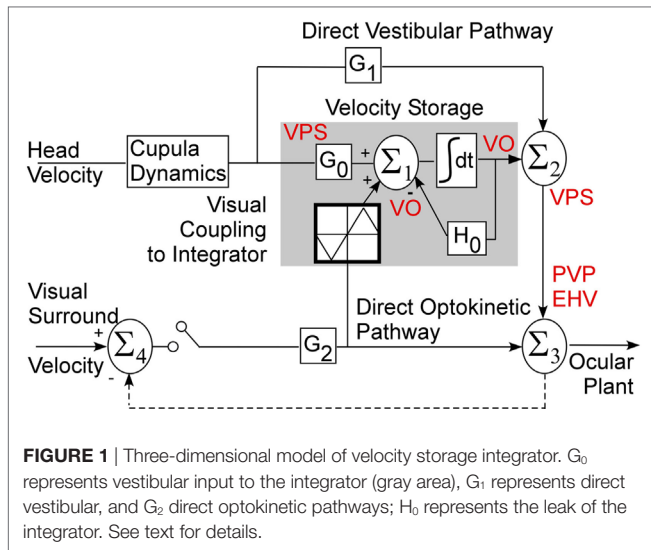 Direct Vestibular Pathway
G₁
Velocity Storage
VPS
Head
Velocity
Cupula
Dynamics
G₀
+
+
Σ₁
-
∫dt
VO
Σ₂
VPS
VO
H₀
Visual
Coupling
to Integrator
PVP
EHV
Visual
Surround
Velocity
+
-
Σ₄
G₂
Direct Optokinetic
Pathway
Σ₃
Ocular
Plant
FIGURE 1 | Three-dimensional model of velocity storage integrator. G₀
represents vestibular input to the integrator (gray area), G₁ represents direct
vestibular, and G₂ direct optokinetic pathways; H₀ represents the leak of the
integrator. See text for details.